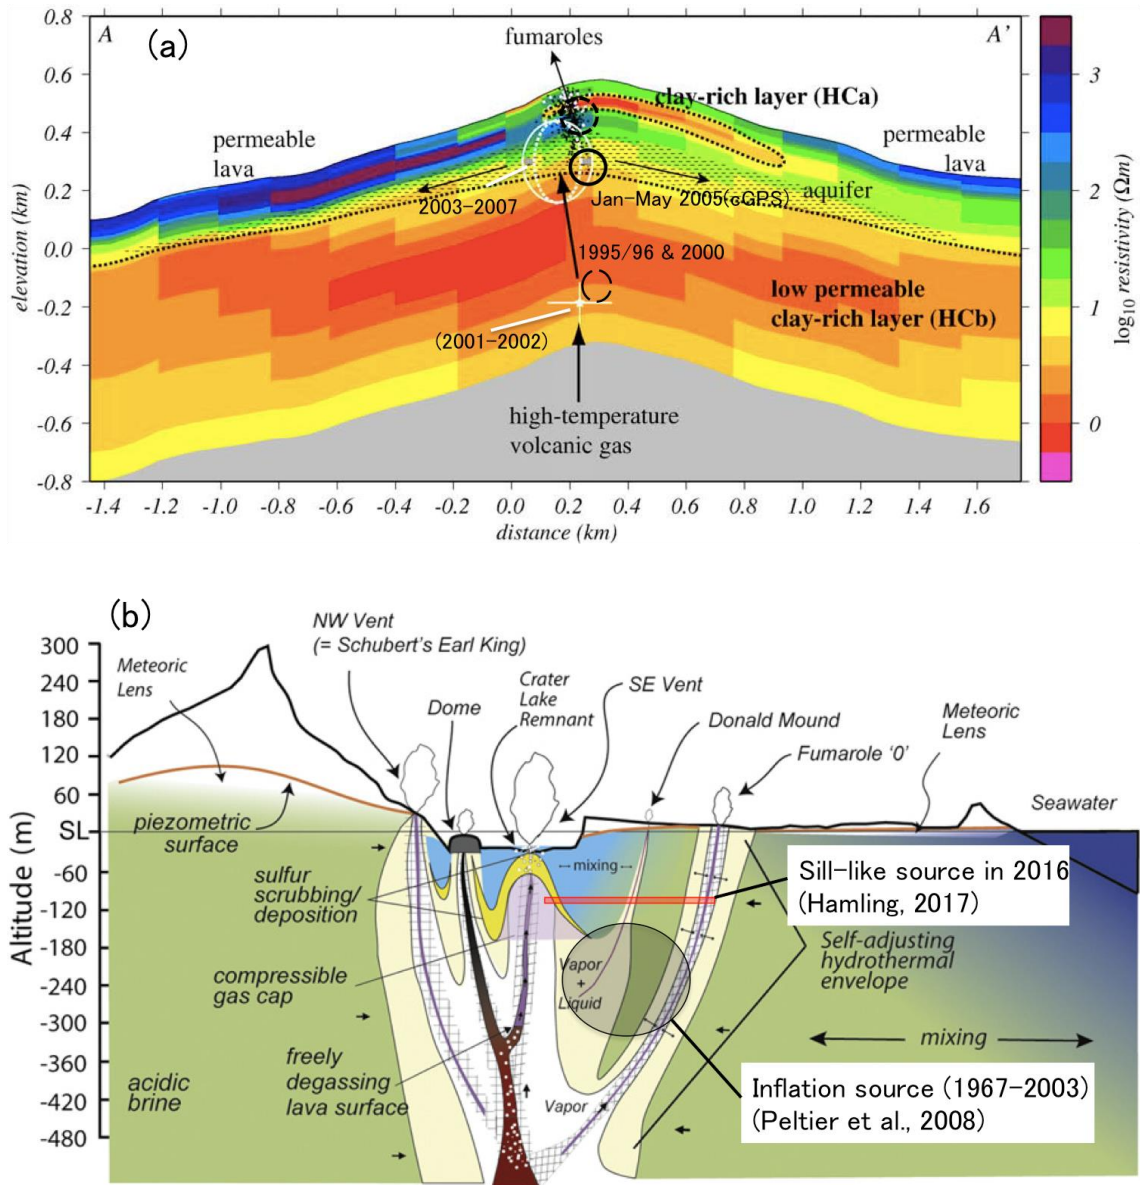 (a)
A
A'
fumaroles
clay-rich layer (HCa)
permeable
lava
permeable
lava
2003-2007
Jan-May 2005(cGPS)
aquifer
1995/96 & 2000
low permeable
clay-rich layer (HCb)
(2001-2002)
high-temperature
volcanic gas
elevation (km)
0.8
0.6
0.4
0.2
0.0
-0.2
-0.4
-0.6
-0.8
-1.4 -1.2 -1.0 -0.8 -0.6 -0.4 -0.2 0.0 0.2 0.4 0.6 0.8 1.0 1.2 1.4 1.6
distance (km)
3
2
1
0
log10 resistivity (Ωm)
(b)
NW Vent
(= Schubert's Earl King)
Meteoric
Lens
Dome
Crater
Lake
Remnant
SE Vent
Donald Mound
Meteoric
Lens
Fumarole '0'
Seawater
piezometric
surface
sulfur
scrubbing/
deposition
mixing
Sill-like source in 2016
(Hamling, 2017)
Self-adjusting
hydrothermal
envelope
compressible
gas cap
Vapor
+
Liquid
mixing
freely
degassing
lava surface
acidic
brine
Vapor
Inflation source (1967-2003)
(Peltier et al., 2008)
Altitude (m)
300
240
180
120
60
SL
-60
-120
-180
-240
-300
-360
-420
-480